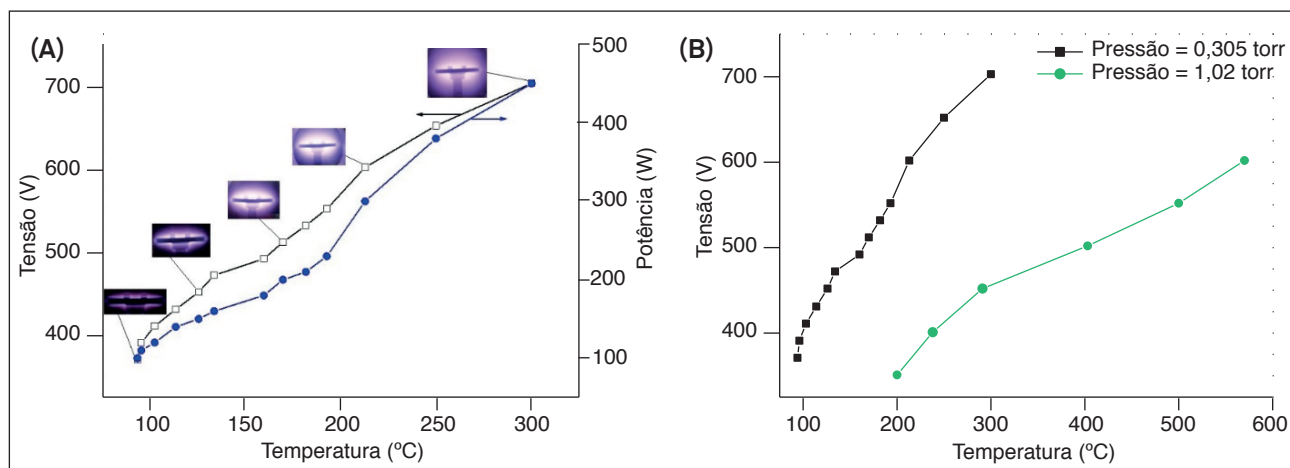 (A)
500
700
400
600
300
500
200
400
100
Tensão (V)
Potência (W)
100
150
200
250
300
Temperatura (ºC)
(B)
Pressão = 0,305 torr
Pressão = 1,02 torr
700
600
500
400
Tensão (V)
100
200
300
400
500
600
Temperatura (ºC)